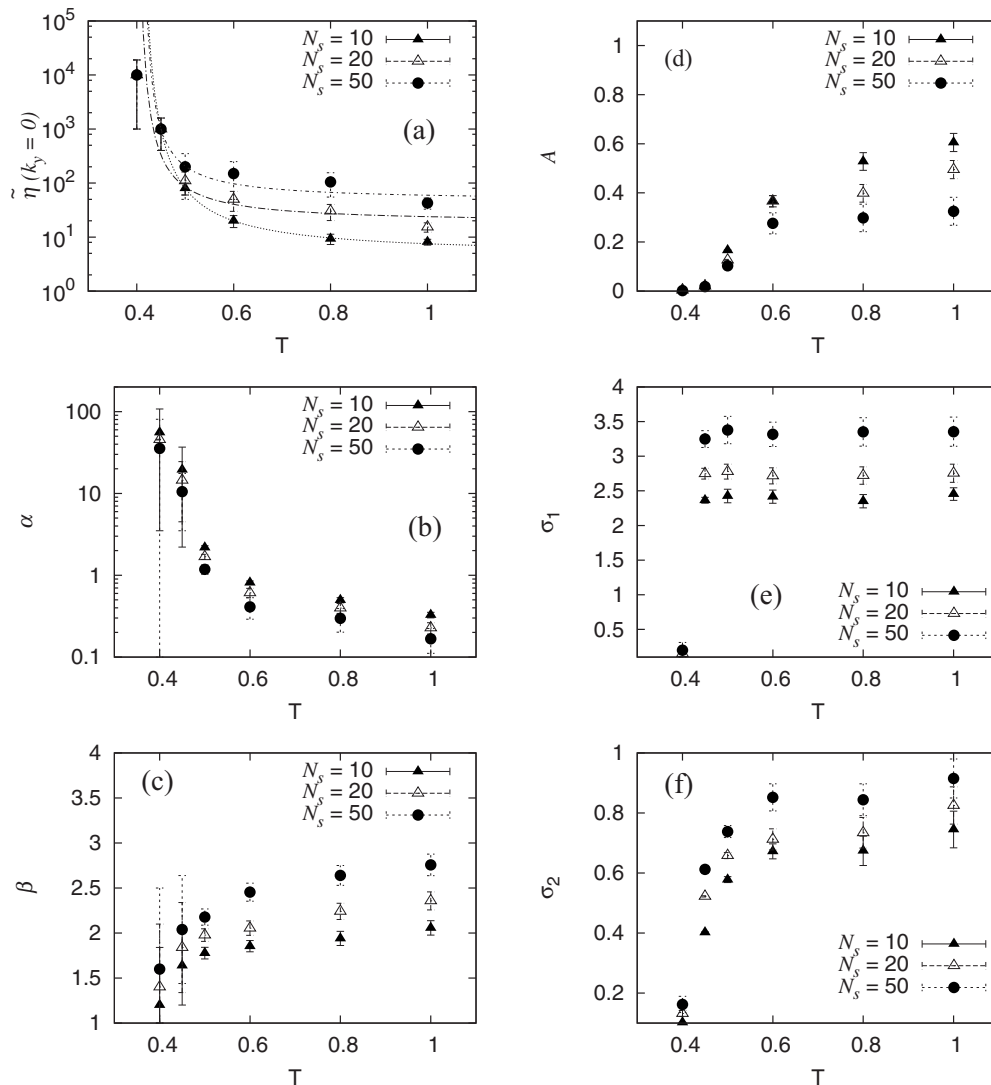 10^5
10^4
10^3
10^2
10^1
10^0
η̃ (k_y = 0)
N_s = 10
N_s = 20
N_s = 50
(a)
0.4 0.6 0.8 1
T
1
0.8
0.6
0.4
0.2
0
A
(d)
N_s = 10
N_s = 20
N_s = 50
0.4 0.6 0.8 1
T
100
10
1
0.1
α
N_s = 10
N_s = 20
N_s = 50
(b)
0.4 0.6 0.8 1
T
4
3.5
3
2.5
2
1.5
1
0.5
σ_1
(e)
N_s = 10
N_s = 20
N_s = 50
0.4 0.6 0.8 1
T
4
3.5
3
2.5
2
1.5
1
β
(c)
N_s = 10
N_s = 20
N_s = 50
0.4 0.6 0.8 1
T
1
0.8
0.6
0.4
0.2
σ_2
(f)
N_s = 10
N_s = 20
N_s = 50
0.4 0.6 0.8 1
T